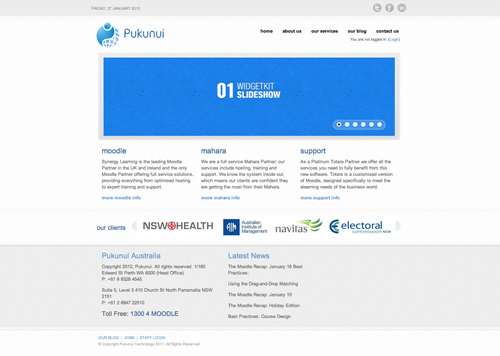 FRIDAY, 27 JANUARY 2012
Pukunui
home about us our services our blog contact us
You are not logged in. (Login)
01 WIDGETKIT
SLIDESHOW
moodle
Synergy Learning is the leading Moodle
Partner in the UK and Ireland and the only
Moodle Partner offering full service solutions,
providing everything from optimised hosting
to expert training and support.
more moodle info
mahara
We are a full service Mahara Partner; our
services include hosting, training and
support. We know the system inside out,
which means our clients are confident they
are getting the most from their Mahara.
more mahara info
support
As a Platinum Totara Partner we offer all the
services you need to fully benefit from this
new software. Totara is a customised version
of Moodle, designed specifically to meet the
elearning needs of the business world
more support info
our clients
NSW HEALTH
AIM
Australian
Institute of
Management
navitas
electoral
commission NSW
Pukunui Australia
Copyright 2012, Pukunui. All rights reserved. 1/160
Edward St Perth WA 6000 (Head Office)
P: +61 8 9328 4545
Suite 5, Level 3 410 Church St North Parramatta NSW
2151
P: +61 2 8847 22510
Toll Free: 1300 4 MOODLE
Latest News
The Moodle Recap: January 16 Best
Practices:
Using the Drag-and-Drop Matching
The Moodle Recap: January 10
The Moodle Recap: Holiday Edition
Best Practices: Course Design
OUR BLOG | JOBS | STAFF LOGIN
© Copyright Pukunui Technology 2011. All Rights Reserved